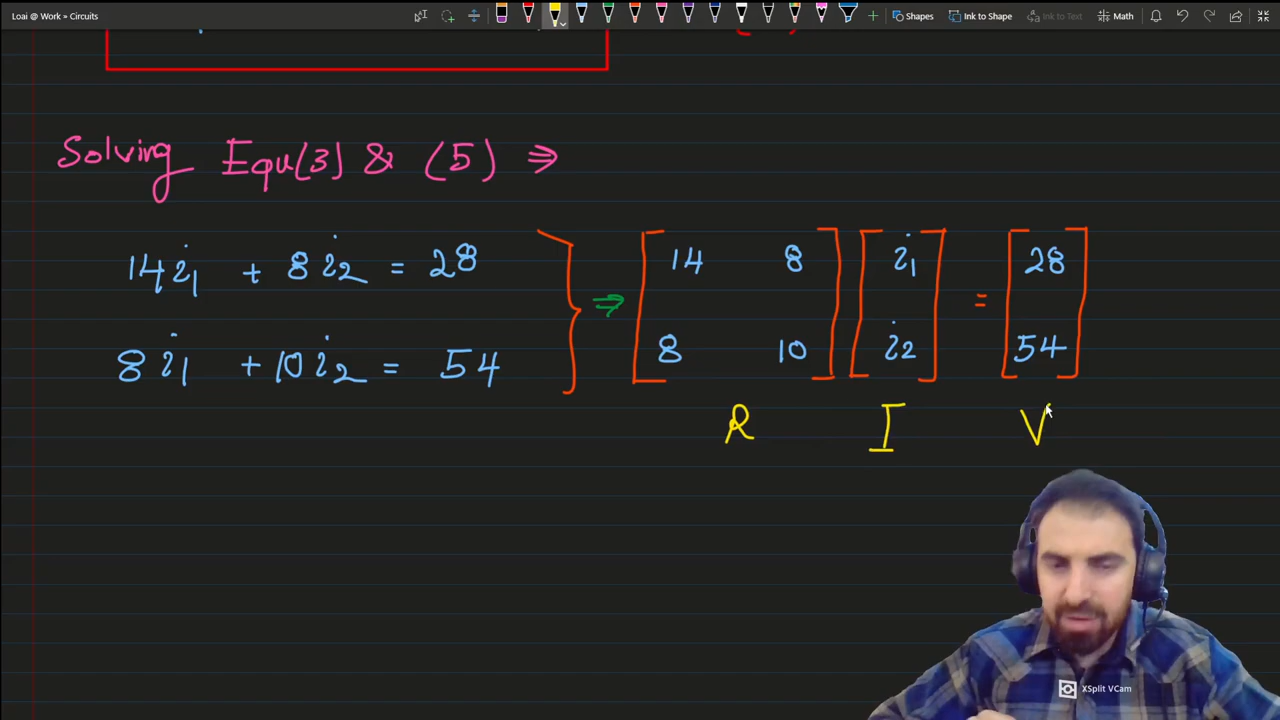 Loai @ Work » Circuits
Shapes
Ink to Shape
Ink to Text
Math
Solving Equ(3) & (5) ⇒
14i₁ + 8i₂ = 28
8i₁ + 10i₂ = 54
⇒
[14 8] [i₁] = [28]
[8 10] [i₂] [54]
R I V
XSplit VCam